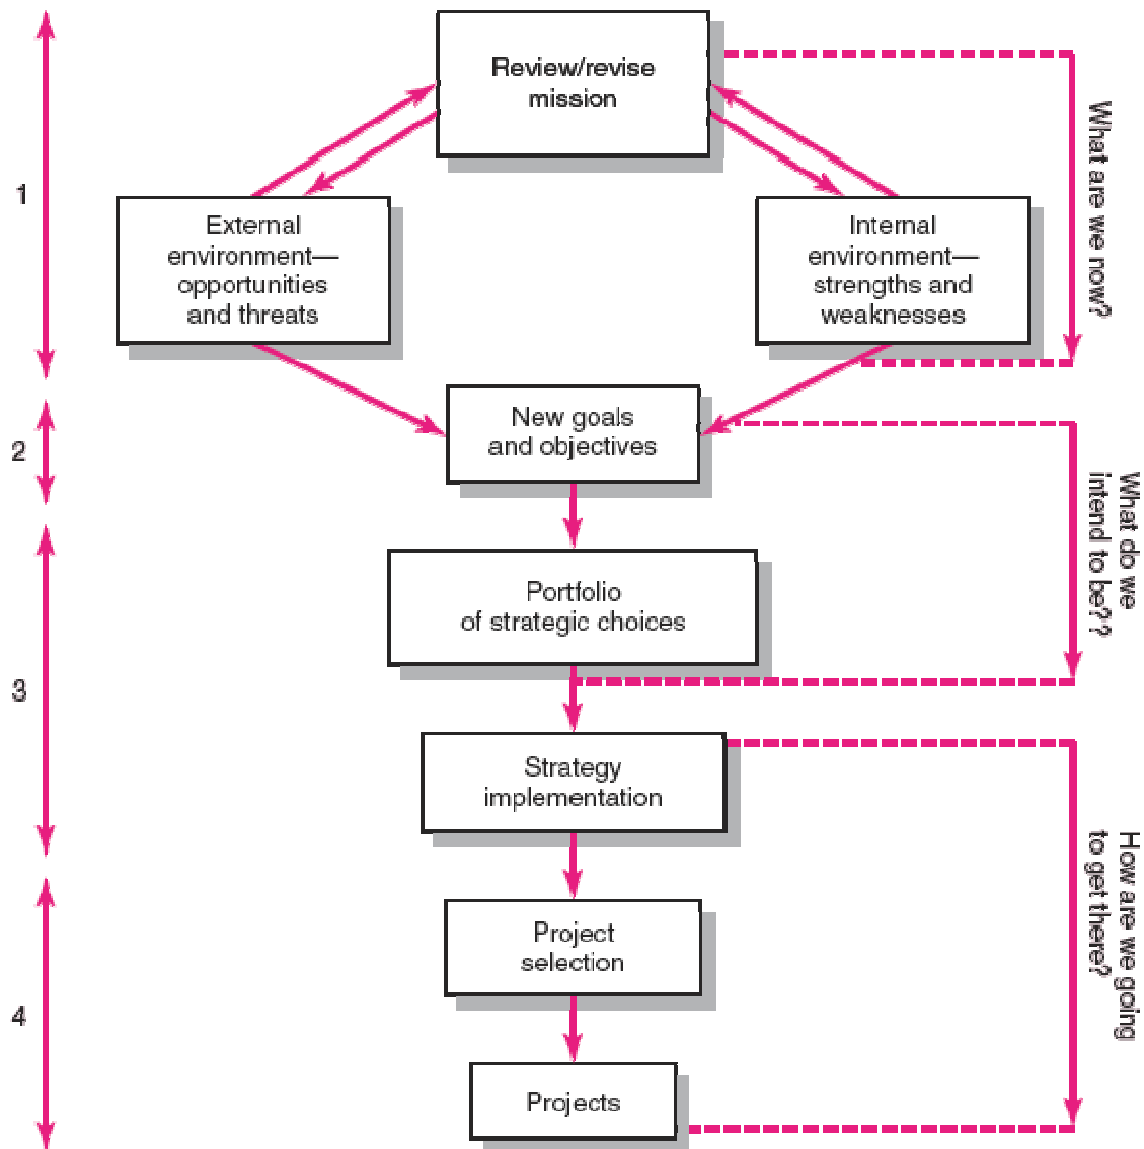 Review/revise
mission
1
External
environment—
opportunities
and threats
Internal
environment—
strengths and
weaknesses
What are we now?
New goals
and objectives
2
What do we
intend to be??
Portfolio
of strategic choices
3
Strategy
implementation
How are we going
to get there?
Project
selection
4
Projects